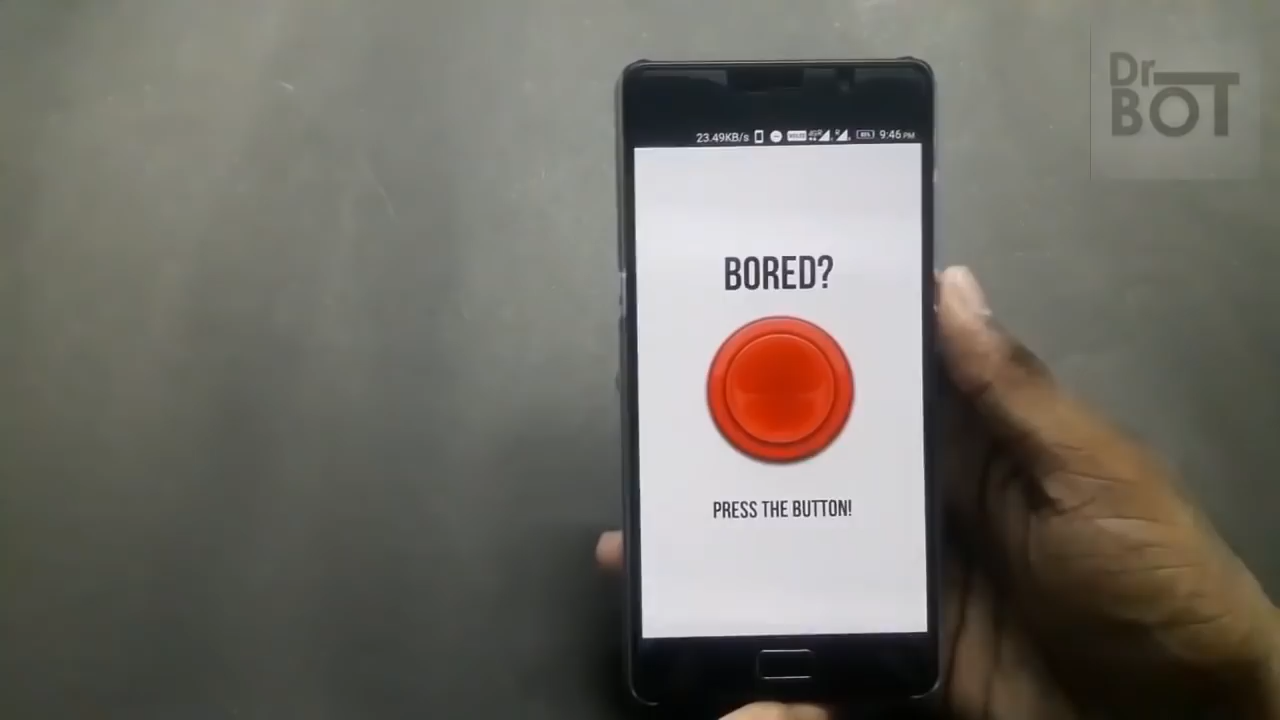 Dr.
BOT
23.49KB/s 9:46 PM
BORED?
PRESS THE BUTTON!